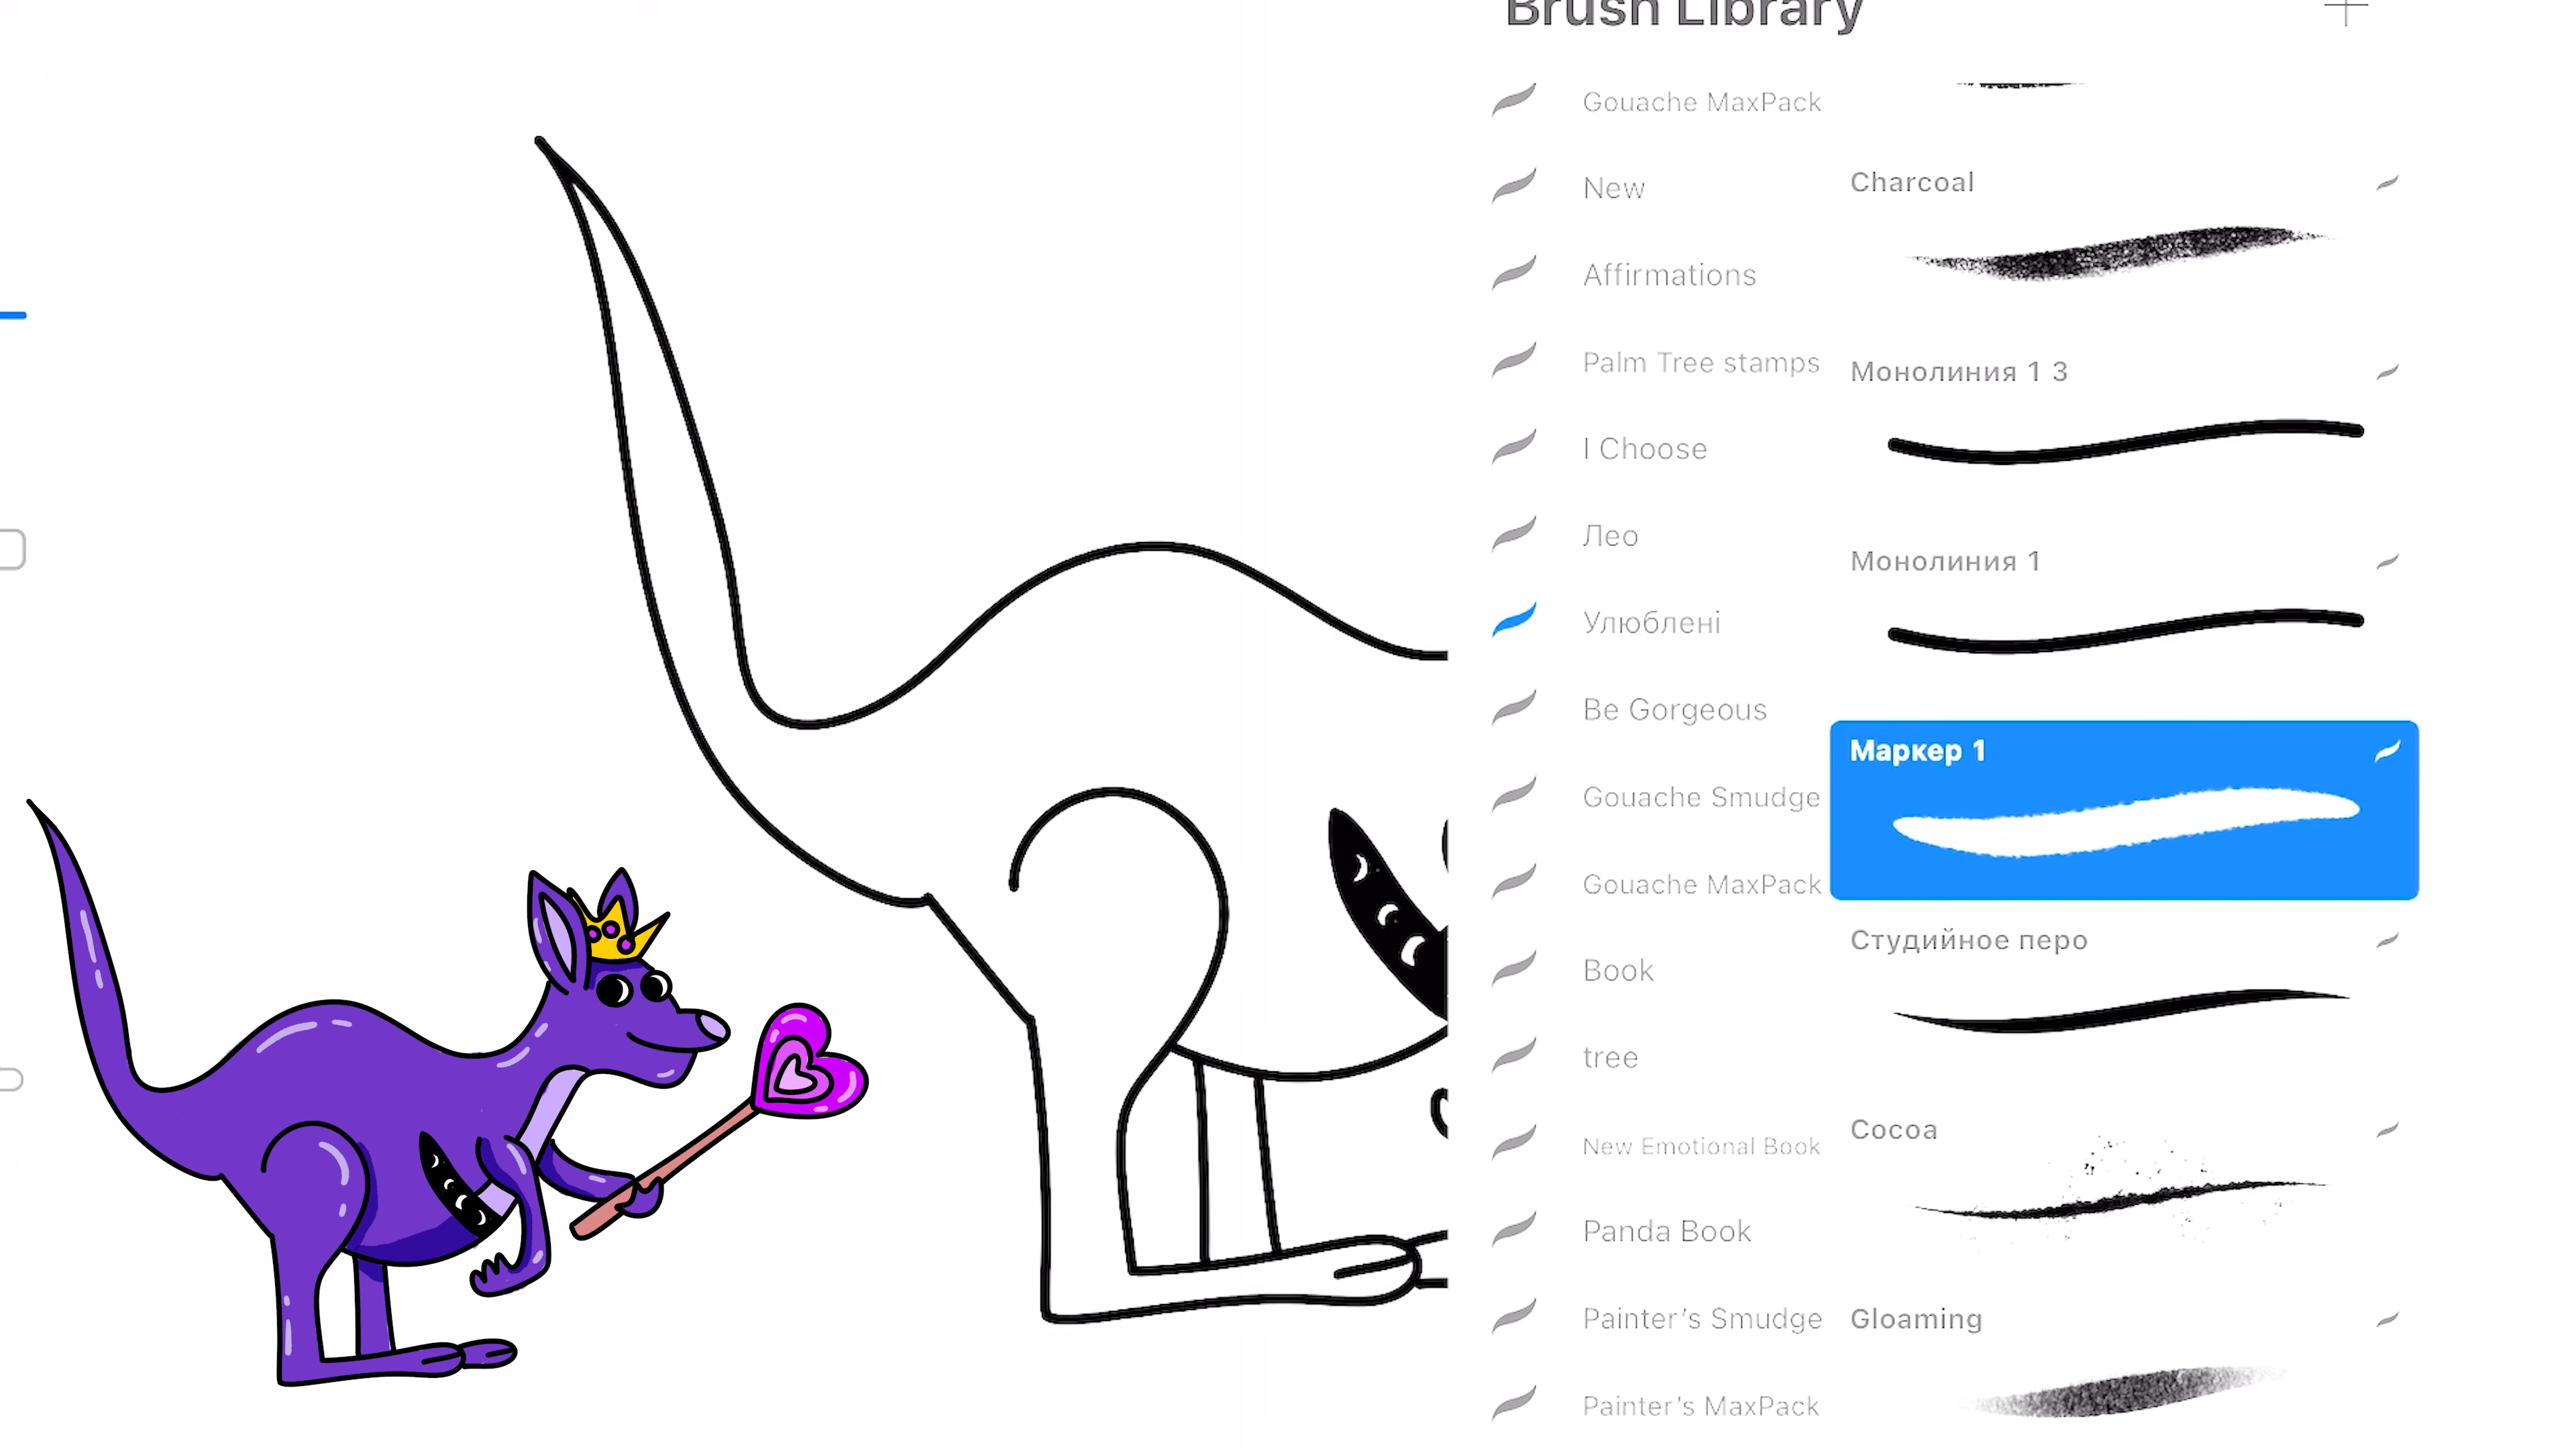 Brush Library
Gouache MaxPack
New
Affirmations
Palm Tree stamps
I Choose
Лео
Улюблені
Be Gorgeous
Gouache Smudge
Gouache MaxPack
Book
tree
New Emotional Book
Panda Book
Painter's Smudge
Painter's MaxPack
Charcoal
Монолиния 1 3
Монолиния 1
Маркер 1
Студийное перо
Cocoa
Gloaming